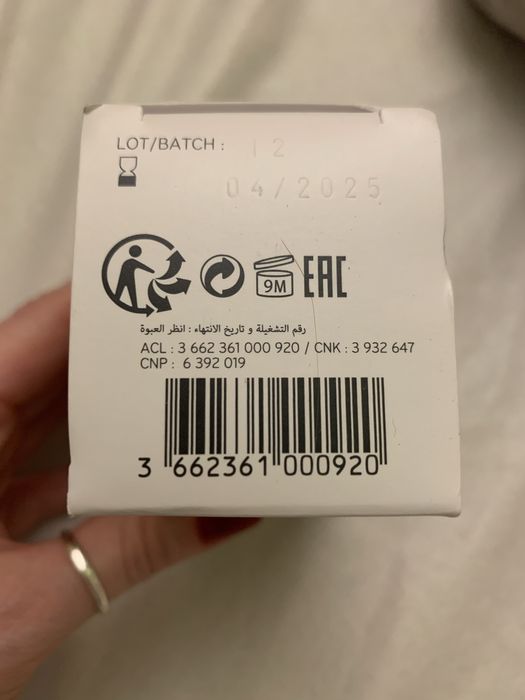 LOT/BATCH : 12
04/2025
9M EAC
رقم التشغيلة و تاريخ الانتهاء : انظر العبوة
ACL : 3 662 361 000 920 / CNK : 3 932 647
CNP : 6 392 019
3 662361 000920